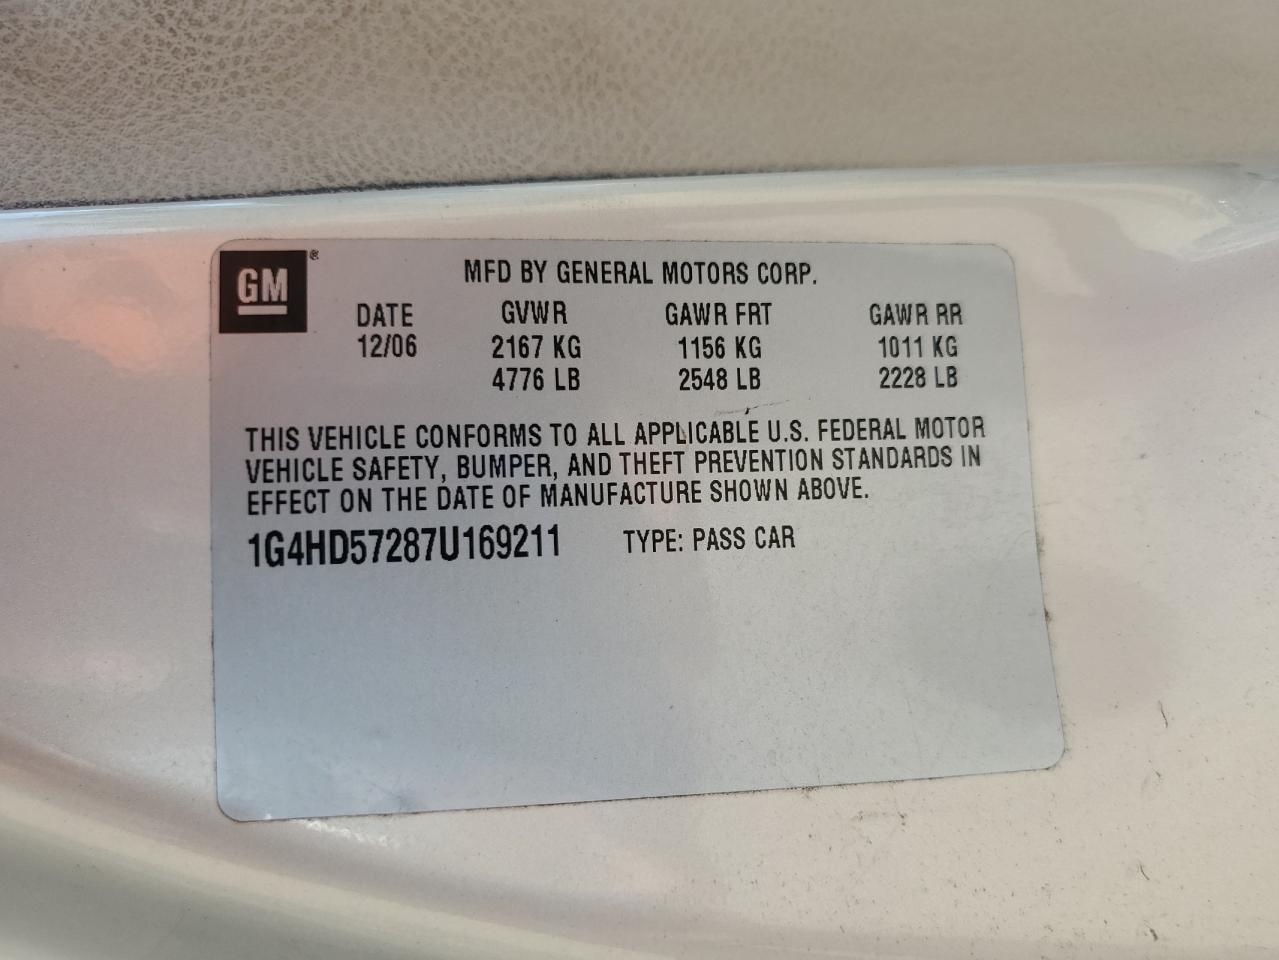 GM ®
MFD BY GENERAL MOTORS CORP.
DATE GVWR GAWR FRT GAWR RR
12/06 2167 KG 1156 KG 1011 KG
4776 LB 2548 LB 2228 LB
THIS VEHICLE CONFORMS TO ALL APPLICABLE U.S. FEDERAL MOTOR
VEHICLE SAFETY, BUMPER, AND THEFT PREVENTION STANDARDS IN
EFFECT ON THE DATE OF MANUFACTURE SHOWN ABOVE.
1G4HD57287U169211 TYPE: PASS CAR